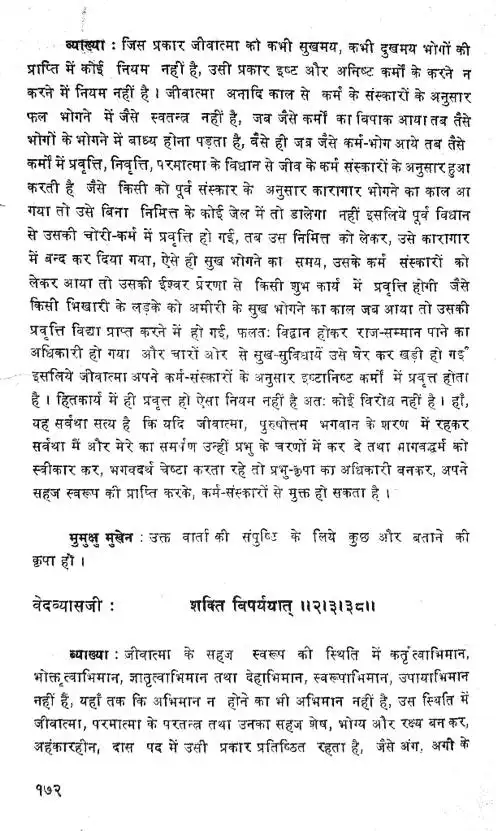 व्याख्या : जिस प्रकार जीवात्मा को कभी सुखमय, कभी दुखमय भोगों की
प्राप्ति में कोई नियम नहीं है, उसी प्रकार इष्ट और अनिष्ट कर्मों के करने न
करने में नियम नहीं है । जीवात्मा अनादि काल से कर्म के संस्कारों के अनुसार
फल भोगने में जैसे स्वतन्त्र नहीं है, जब जैसे कर्मों का विपाक आया तब तैसे
भोगों के भोगने में बाध्य होना पड़ता है, वैसे ही जब जैसे कर्म-भोग आये तब तैसे
कर्मों में प्रवृत्ति, निवृत्ति, परमात्मा के विधान से जीव के कर्म संस्कारों के अनुसार हुआ
करती है जैसे किसी को पूर्व संस्कार के अनुसार कारागार भोगने का काल आ
गया तो उसे बिना निमित्त के कोई जेल में तो डालेगा नहीं इसलिये पूर्व विधान
से उसकी चोरी-कर्म में प्रवृत्ति हो गई, तब उस निमित्त को लेकर, उसे कारागार
में बन्द कर दिया गया, ऐसे ही सुख भोगने का समय, उसके कर्म संस्कारों को
लेकर आया तो उसकी ईश्वर प्रेरणा से किसी शुभ कार्य में प्रवृत्ति होगी जैसे
किसी भिखारी के लड़के को अमीरी के सुख भोगने का काल जब आया तो उसकी
प्रवृत्ति विद्या प्राप्त करने में हो गई, फलतः विद्वान होकर राज-सम्मान पाने का
अधिकारी हो गया और चारों ओर से सुख-सुविधायें उसे घेर कर खड़ी हो गईं
इसलिये जीवात्मा अपने कर्म-संस्कारों के अनुसार इष्टानिष्ट कर्मों में प्रवृत्त होता
है । हितकार्य में ही प्रवृत्त हो ऐसा नियम नहीं है अतः कोई विरोध नहीं है । हाँ,
यह सर्वथा सत्य है कि यदि जीवात्मा, पुरुषोत्तम भगवान के शरण में रहकर
सर्वथा मैं और मेरे का समर्पण उन्हीं प्रभु के चरणों में कर दे तथा भागवद्धर्म को
स्वीकार कर, भगवदर्थ चेष्टा करता रहे तो प्रभु-कृपा का अधिकारी बनकर, अपने
सहज स्वरूप की प्राप्ति करके, कर्म-संस्कारों से मुक्त हो सकता है ।
मुमुक्षु मुखेन : उक्त वार्ता की संपुष्टि के लिये कुछ और बताने की
कृपा हो ।
वेदव्यासजी : शक्ति विपर्ययात् ॥२।३।३८॥
व्याख्या : जीवात्मा के सहज स्वरूप की स्थिति में कर्तृत्वाभिमान,
भोक्तृत्वाभिमान, ज्ञातृत्वाभिमान तथा देहाभिमान, स्वरूपाभिमान, उपायाभिमान
नहीं हैं, यहाँ तक कि अभिमान न होने का भी अभिमान नहीं है, उस स्थिति में
जीवात्मा, परमात्मा के परतन्त्र तथा उनका सहज शेष, भोग्य और रक्ष्य बन कर,
अहंकारहीन, दास पद में उसी प्रकार प्रतिष्ठित रहता है, जैसे अंग, अगी के
१७२